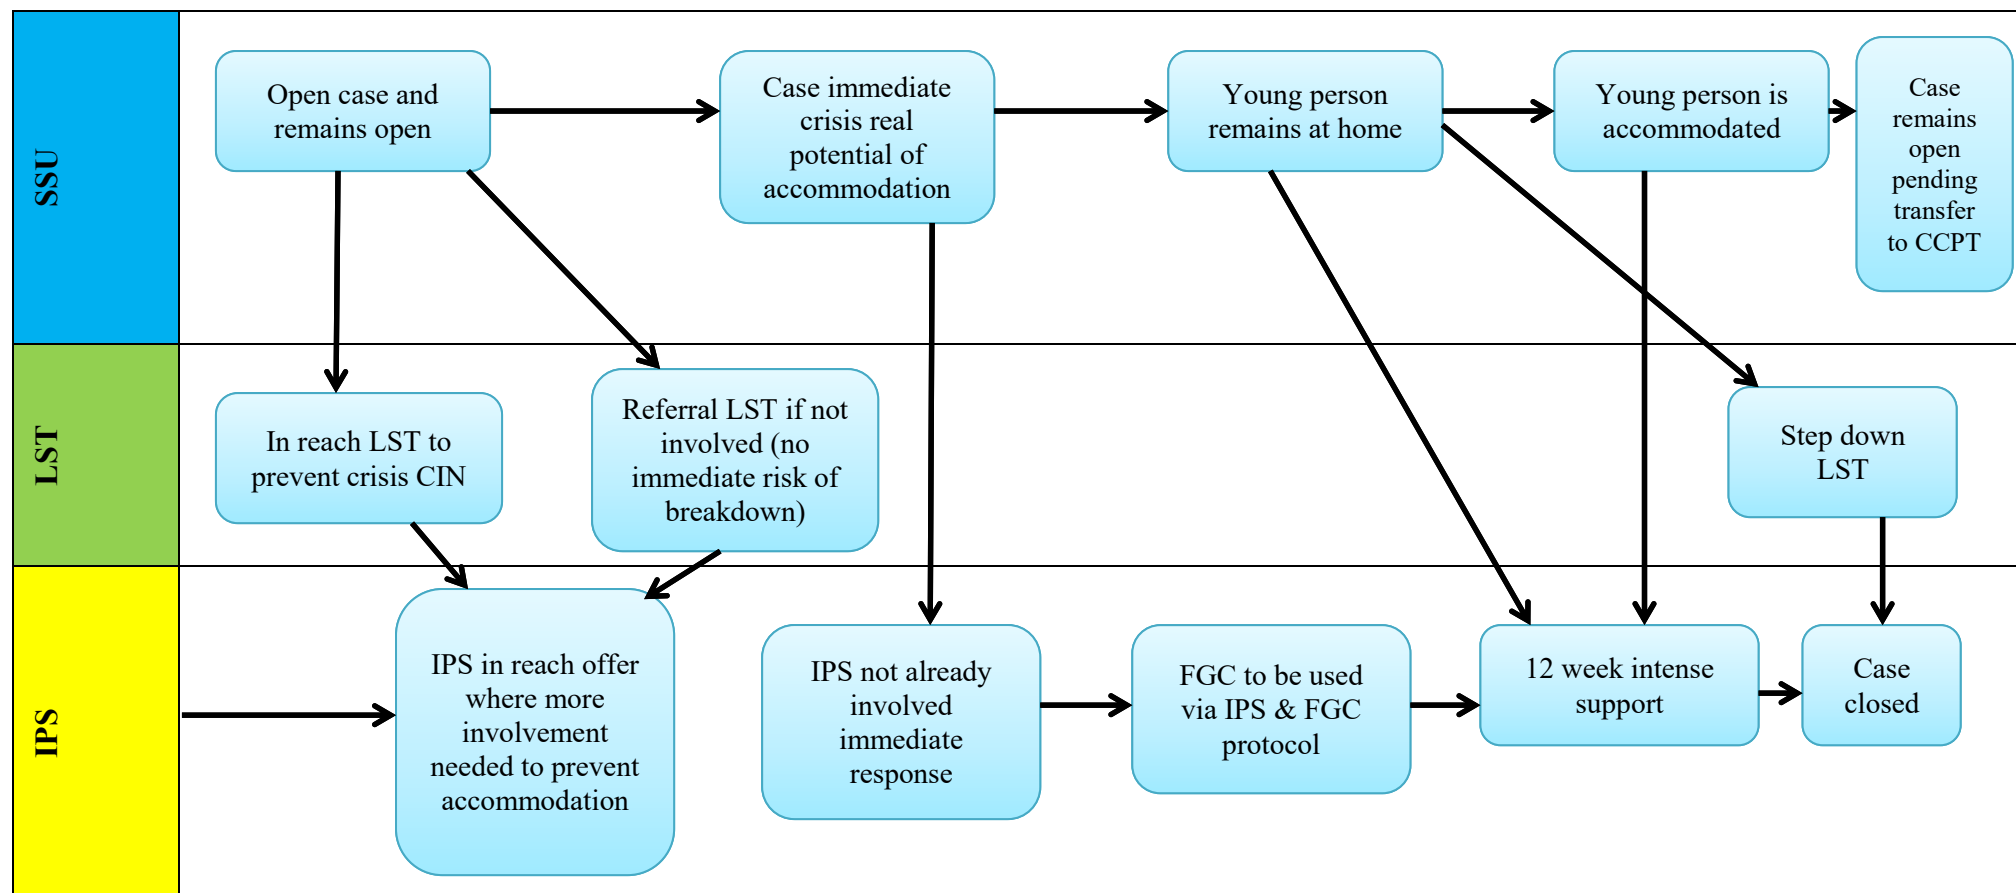 SSU
Open case and
remains open
Case immediate
crisis real
potential of
accommodation
Young person
remains at home
Young person is
accommodated
Case
remains
open
pending
transfer
to CCPT
LST
In reach LST to
prevent crisis CIN
Referral LST if not
involved (no
immediate risk of
breakdown)
Step down
LST
IPS
IPS in reach offer
where more
involvement
needed to prevent
accommodation
IPS not already
involved
immediate
response
FGC to be used
via IPS & FGC
protocol
12 week intense
support
Case
closed